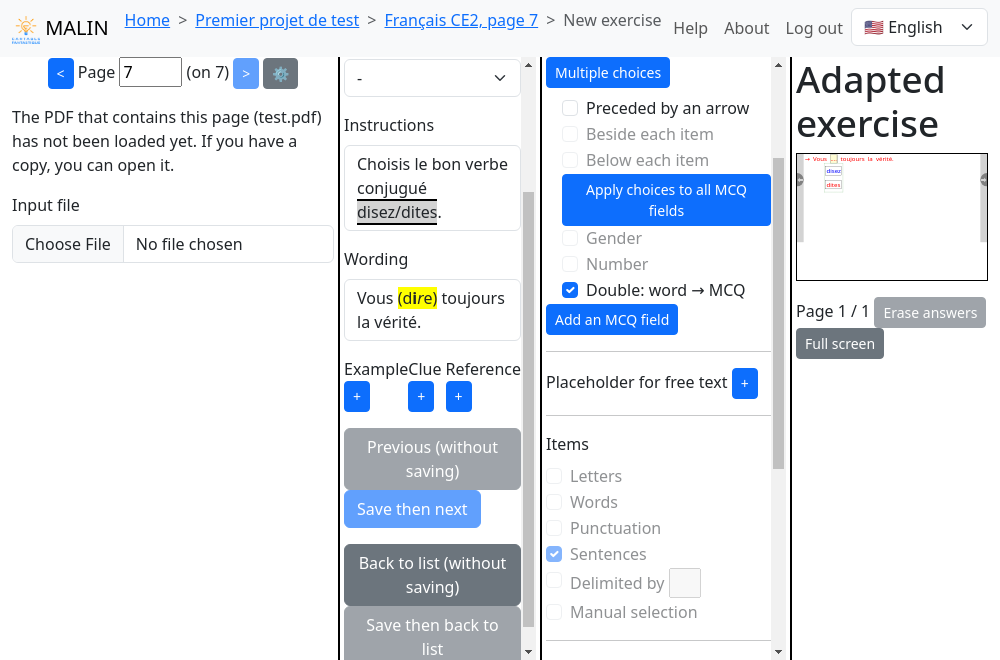 MALIN
Home > Premier projet de test > Français CE2, page 7 > New exercise
Help About Log out 🇺🇸 English
< Page 7 (on 7) > ⚙️
The PDF that contains this page (test.pdf)
has not been loaded yet. If you have a
copy, you can open it.
Input file
Choose File No file chosen
-
Instructions
Choisis le bon verbe
conjugué
disez/dites.
Wording
Vous (dire) toujours
la vérité.
Example Clue Reference
+ + +
Previous (without
saving)
Save then next
Back to list (without
saving)
Save then back to
list
Multiple choices
Preceded by an arrow
Beside each item
Below each item
Apply choices to all MCQ
fields
Gender
Number
Double: word → MCQ
Add an MCQ field
Placeholder for free text +
Items
Letters
Words
Punctuation
Sentences
Delimited by
Manual selection
Adapted
exercise
→ Vous ... toujours la vérité.
disez
dites
Page 1 / 1 Erase answers
Full screen